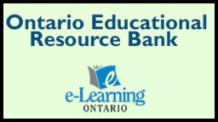 Ontario Educational
Resource Bank
e-Learning
ONTARIO